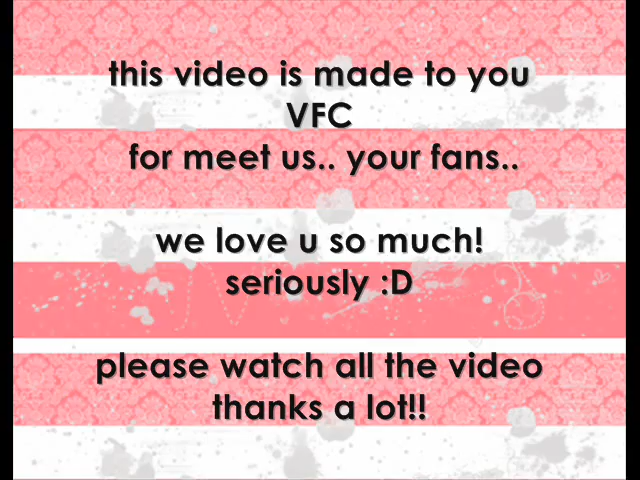 this video is made to you
VFC
for meet us.. your fans..
we love u so much!
seriously :D
please watch all the video
thanks a lot!!